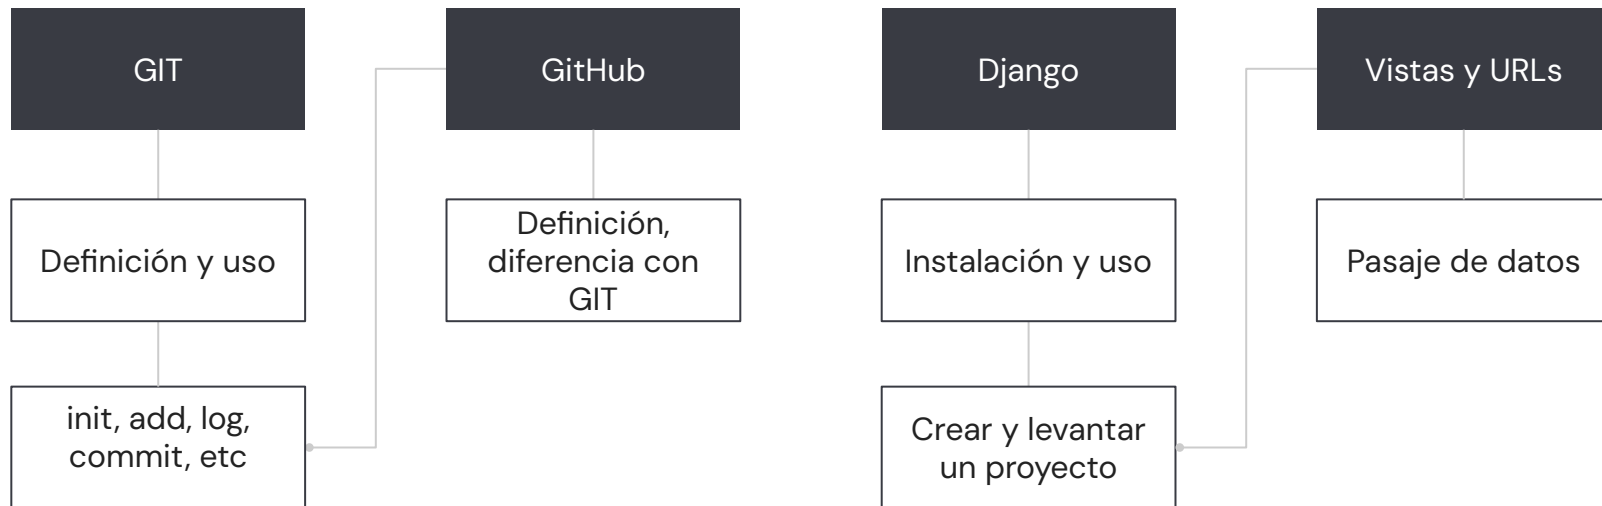 GIT
Definición y uso
init, add, log,
commit, etc
GitHub
Definición,
diferencia con
GIT
Django
Instalación y uso
Crear y levantar
un proyecto
Vistas y URLs
Pasaje de datos